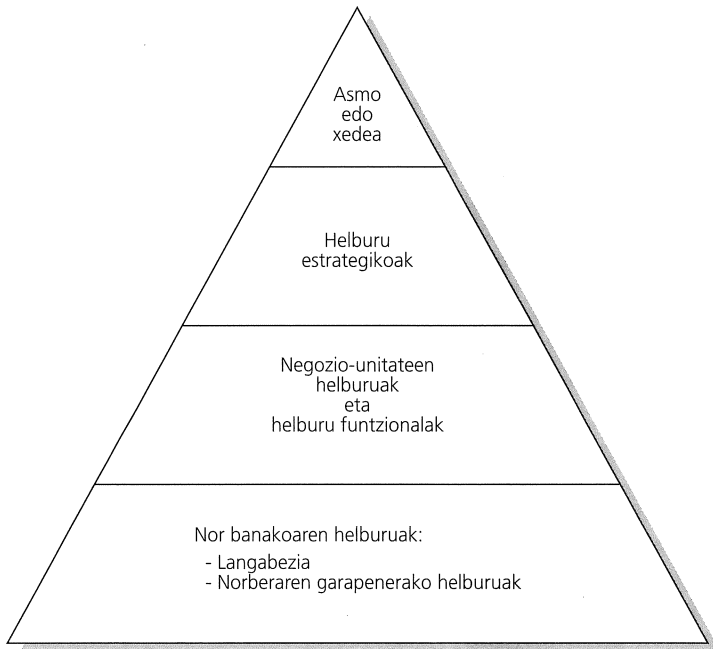 Asmo
edo
xedea
Helburu
estrategikoak
Negozio-unitateen
helburuak
eta
helburu funtzionalak
Nor banakoaren helburuak:
- Langabezia
- Norberaren garapenerako helburuak